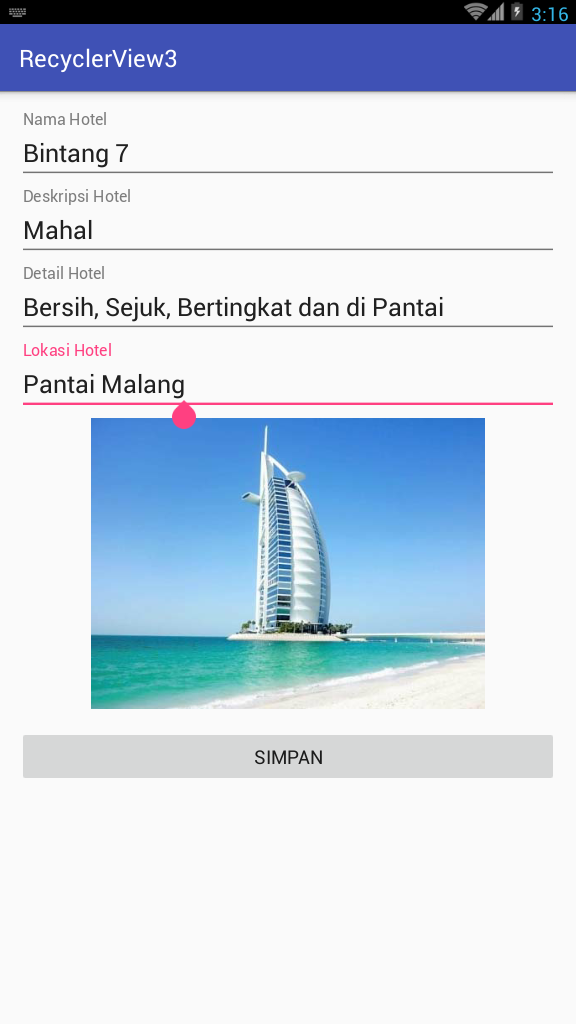 3:16
RecyclerView3
Nama Hotel
Bintang 7
Deskripsi Hotel
Mahal
Detail Hotel
Bersih, Sejuk, Bertingkat dan di Pantai
Lokasi Hotel
Pantai Malang
SIMPAN